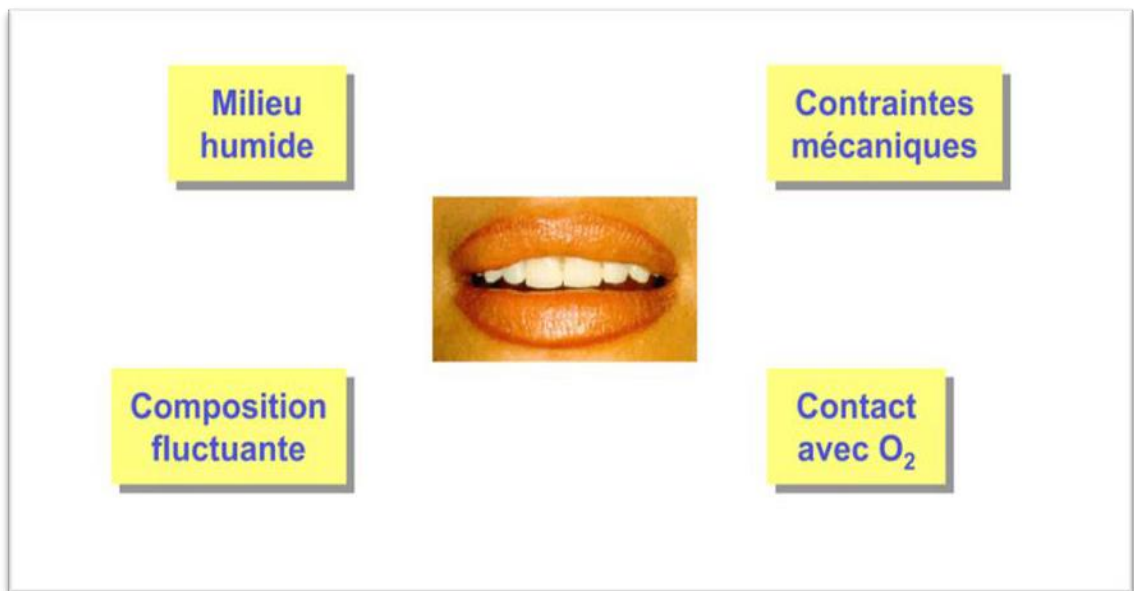 Milieu
humide
Contraintes
mécaniques
Composition
fluctuante
Contact
avec O₂